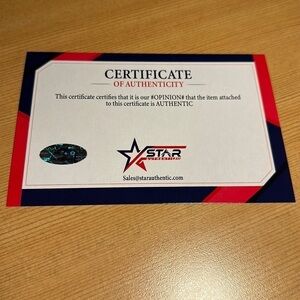 CERTIFICATE
OF AUTHENTICITY
This certificate certifies that it is our #OPINION# that the item attached
to this certificate is AUTHENTIC
STAR
Sales@starauthentic.com